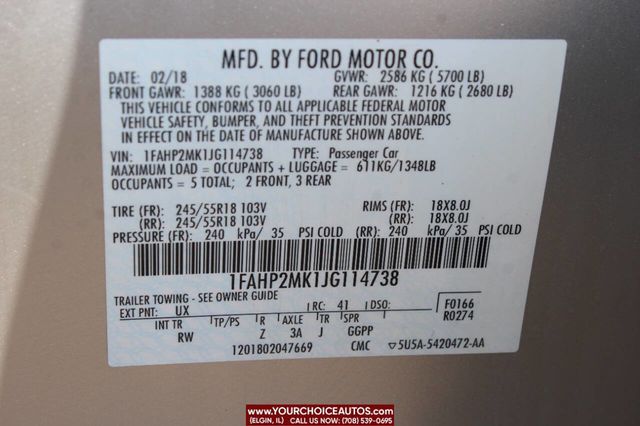 MFD. BY FORD MOTOR CO.
DATE: 02/18 GVWR: 2586 KG ( 5700 LB)
FRONT GAWR: 1388 KG ( 3060 LB) REAR GAWR: 1216 KG ( 2680 LB)
THIS VEHICLE CONFORMS TO ALL APPLICABLE FEDERAL MOTOR
VEHICLE SAFETY, BUMPER, AND THEFT PREVENTION STANDARDS
IN EFFECT ON THE DATE OF MANUFACTURE SHOWN ABOVE.
VIN: 1FAHP2MK1JG114738 TYPE: Passenger Car
MAXIMUM LOAD = OCCUPANTS + LUGGAGE = 611KG/1348LB
OCCUPANTS = 5 TOTAL; 2 FRONT, 3 REAR
TIRE (FR): 245/55R18 103V RIMS (FR): 18X8.0J
(RR): 245/55R18 103V (RR): 18X8.0J
PRESSURE (FR): 240 kPa/ 35 PSI COLD (RR): 240 kPa/ 35 PSI COLD
1FAHP2MK1JG114738
TRAILER TOWING - SEE OWNER GUIDE
EXT PNT: UX RC: 41 DSO: F0166
INT TR TP/PS R AXLE TR SPR R0274
RW Z 3A J GGPP
1201802047669 CMC ▽5U5A-5420472-AA
WWW.YOURCHOICEAUTOS.COM
(ELGIN, IL) CALL NOW! (708) 539-0695